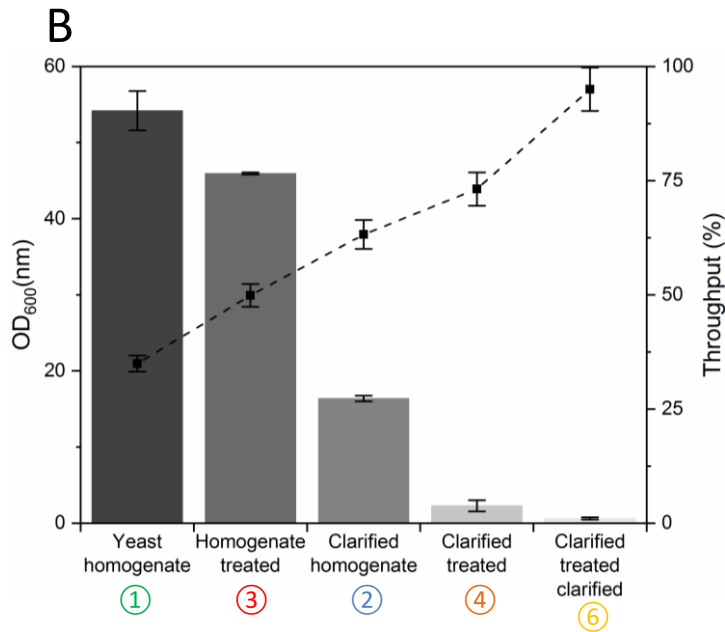 B
60
40
20
0
OD600(nm)
100
75
50
25
0
Throughput (%)
Yeast
homogenate
Homogenate
treated
Clarified
homogenate
Clarified
treated
Clarified
treated
clarified
① ③ ② ④ ⑥